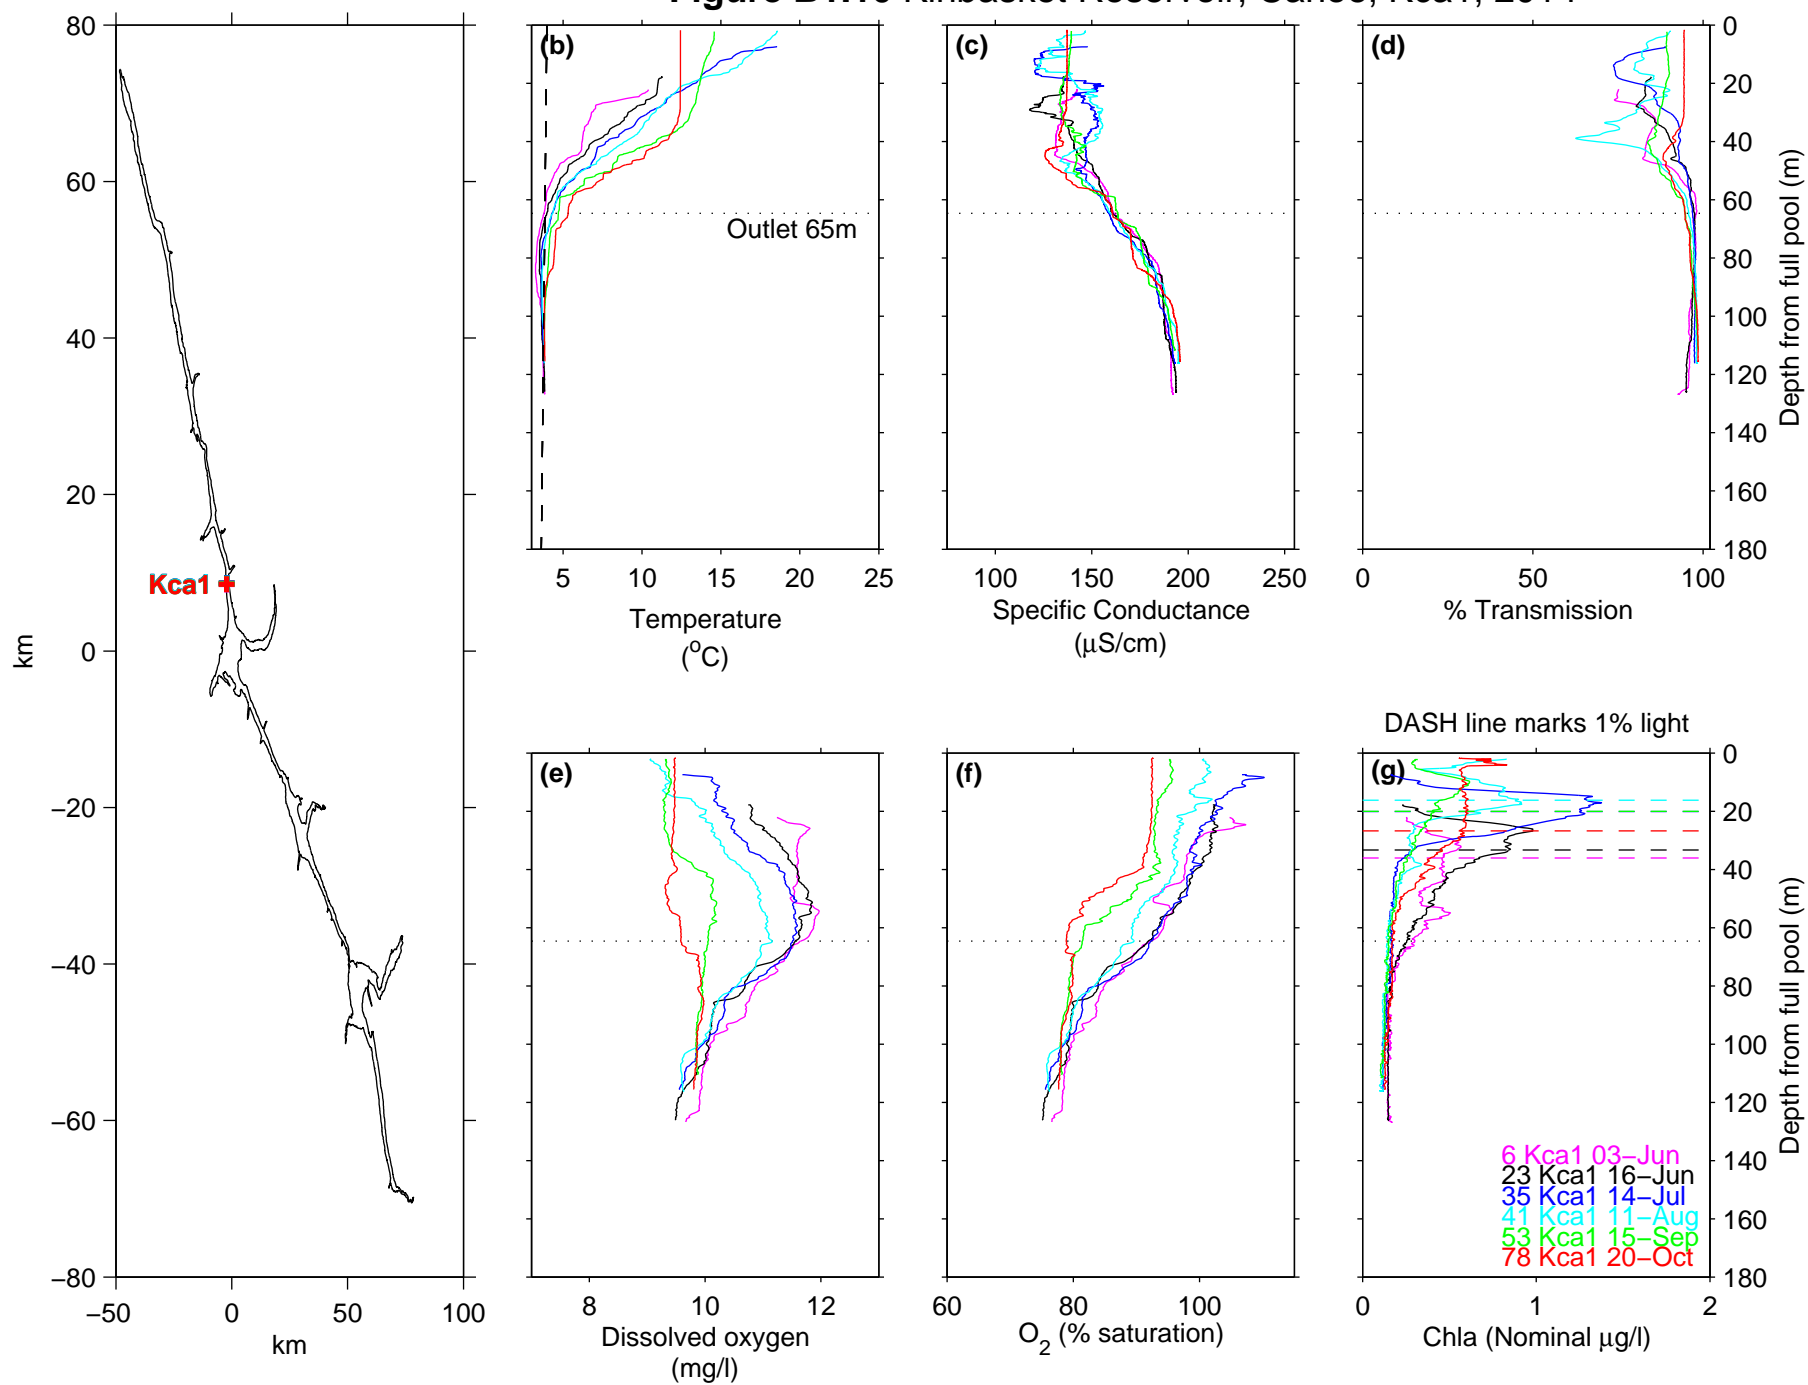 Kinbasket Reservoir, Canoe, Kca1, 2014
80
60
40
20
0
−20
−40
−60
−80
−50 0 50 100
km
km
Kca1
(b)
Outlet 65m
5 10 15 20 25
Temperature
(oC)
(c)
100 150 200 250
Specific Conductance
(μS/cm)
(d)
0 50 100
% Transmission
0
20
40
60
80
100
120
140
160
180
Depth from full pool (m)
(e)
8 10 12
Dissolved oxygen
(mg/l)
(f)
60 80 100
O2 (% saturation)
DASH line marks 1% light
(g)
6 Kca1 03−Jun
23 Kca1 16−Jun
35 Kca1 14−Jul
41 Kca1 11−Aug
53 Kca1 15−Sep
78 Kca1 20−Oct
0 1 2
Chla (Nominal μg/l)
0
20
40
60
80
100
120
140
160
180
Depth from full pool (m)